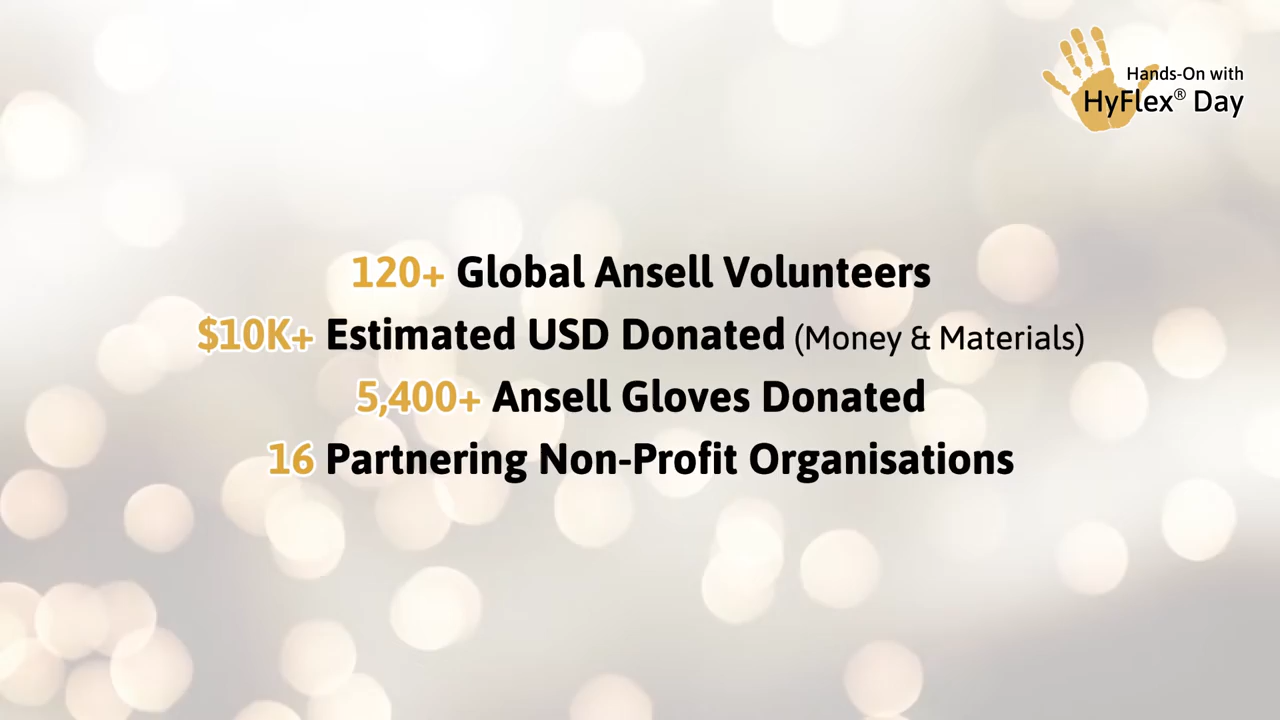 Hands-On with
HyFlex® Day
120+ Global Ansell Volunteers
$10K+ Estimated USD Donated (Money & Materials)
5,400+ Ansell Gloves Donated
16 Partnering Non-Profit Organisations